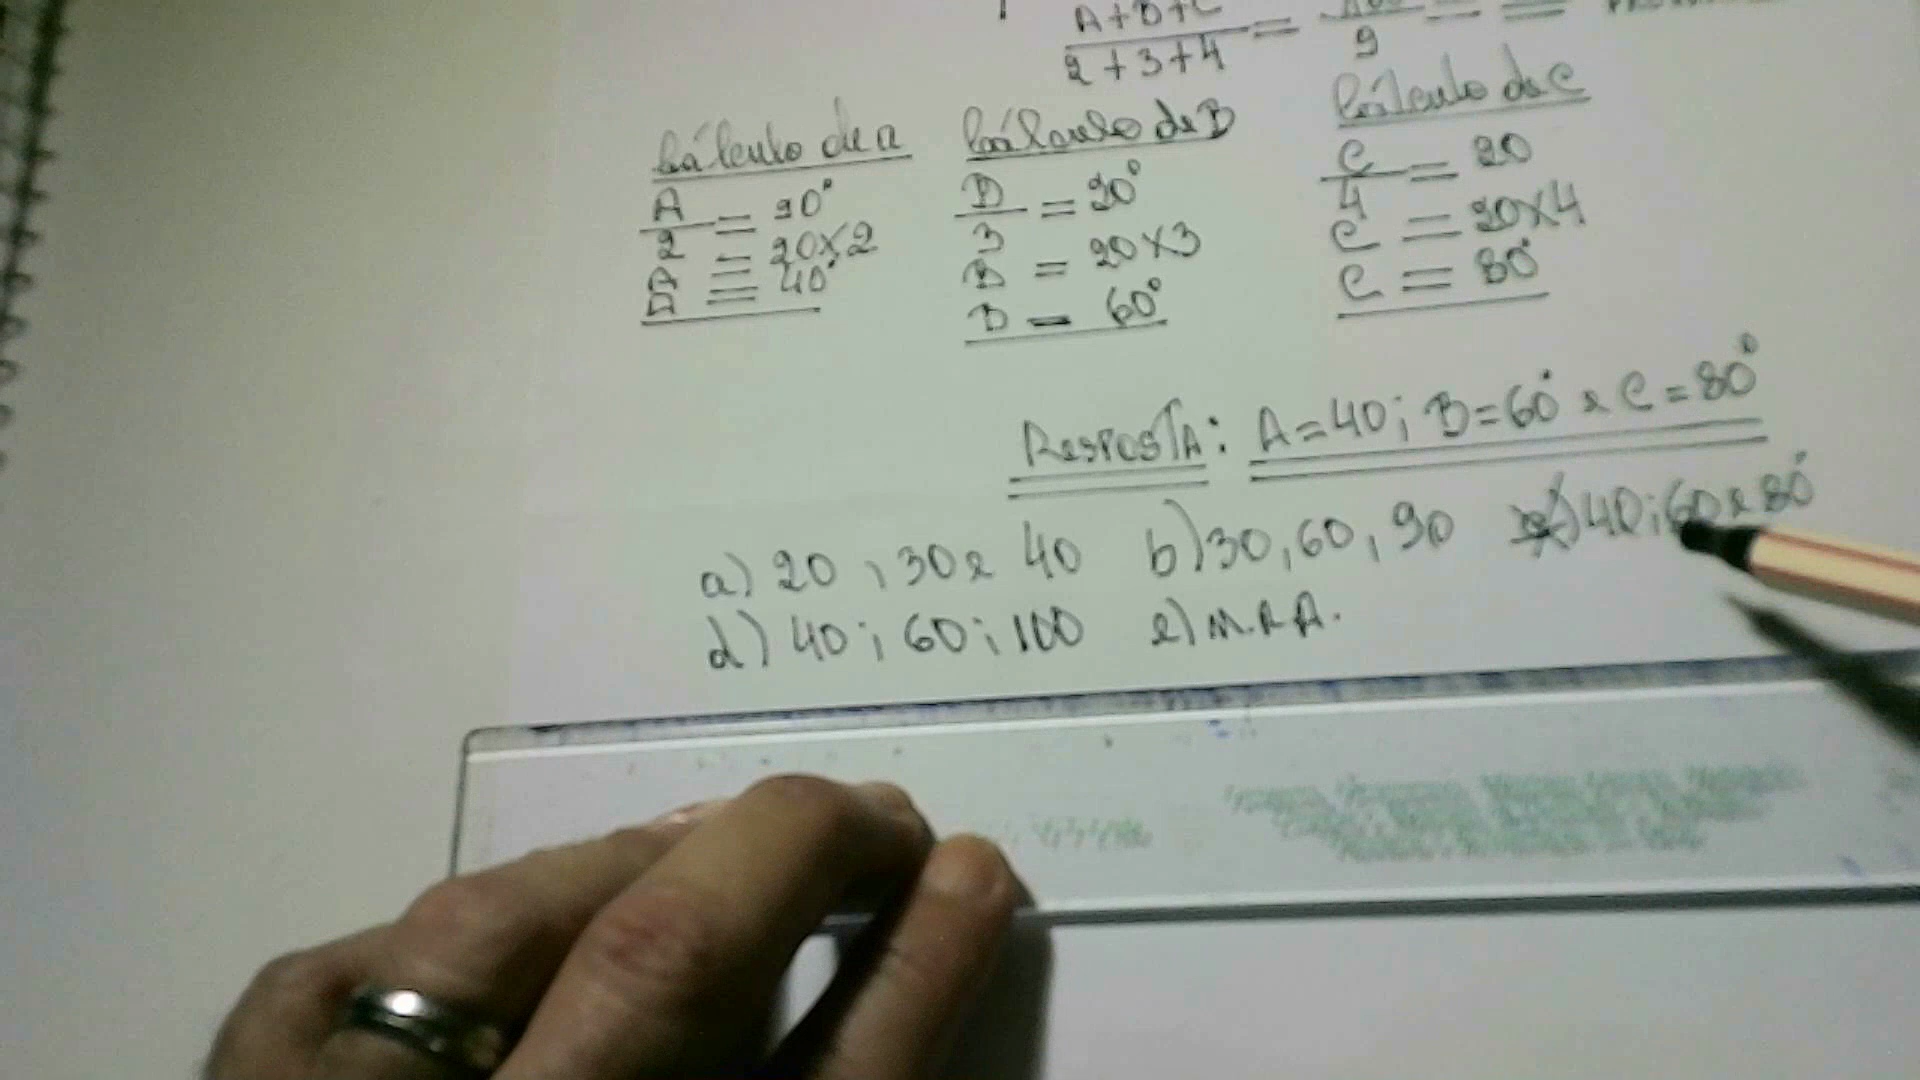 A+B+C
2+3+4 = 9 = =
Cálculo de A
A
2 = 20°
A = 20x2
A = 40°
Cálculo de B
B
3 = 20°
B = 20x3
B = 60°
Cálculo de C
C
4 = 20
C = 20x4
C = 80°
RESPOSTA: A=40; B=60° e C=80°
a) 20, 30 e 40 b) 30, 60, 90 c) 40; 60 e 80°
d) 40; 60; 100 e) N.R.A.